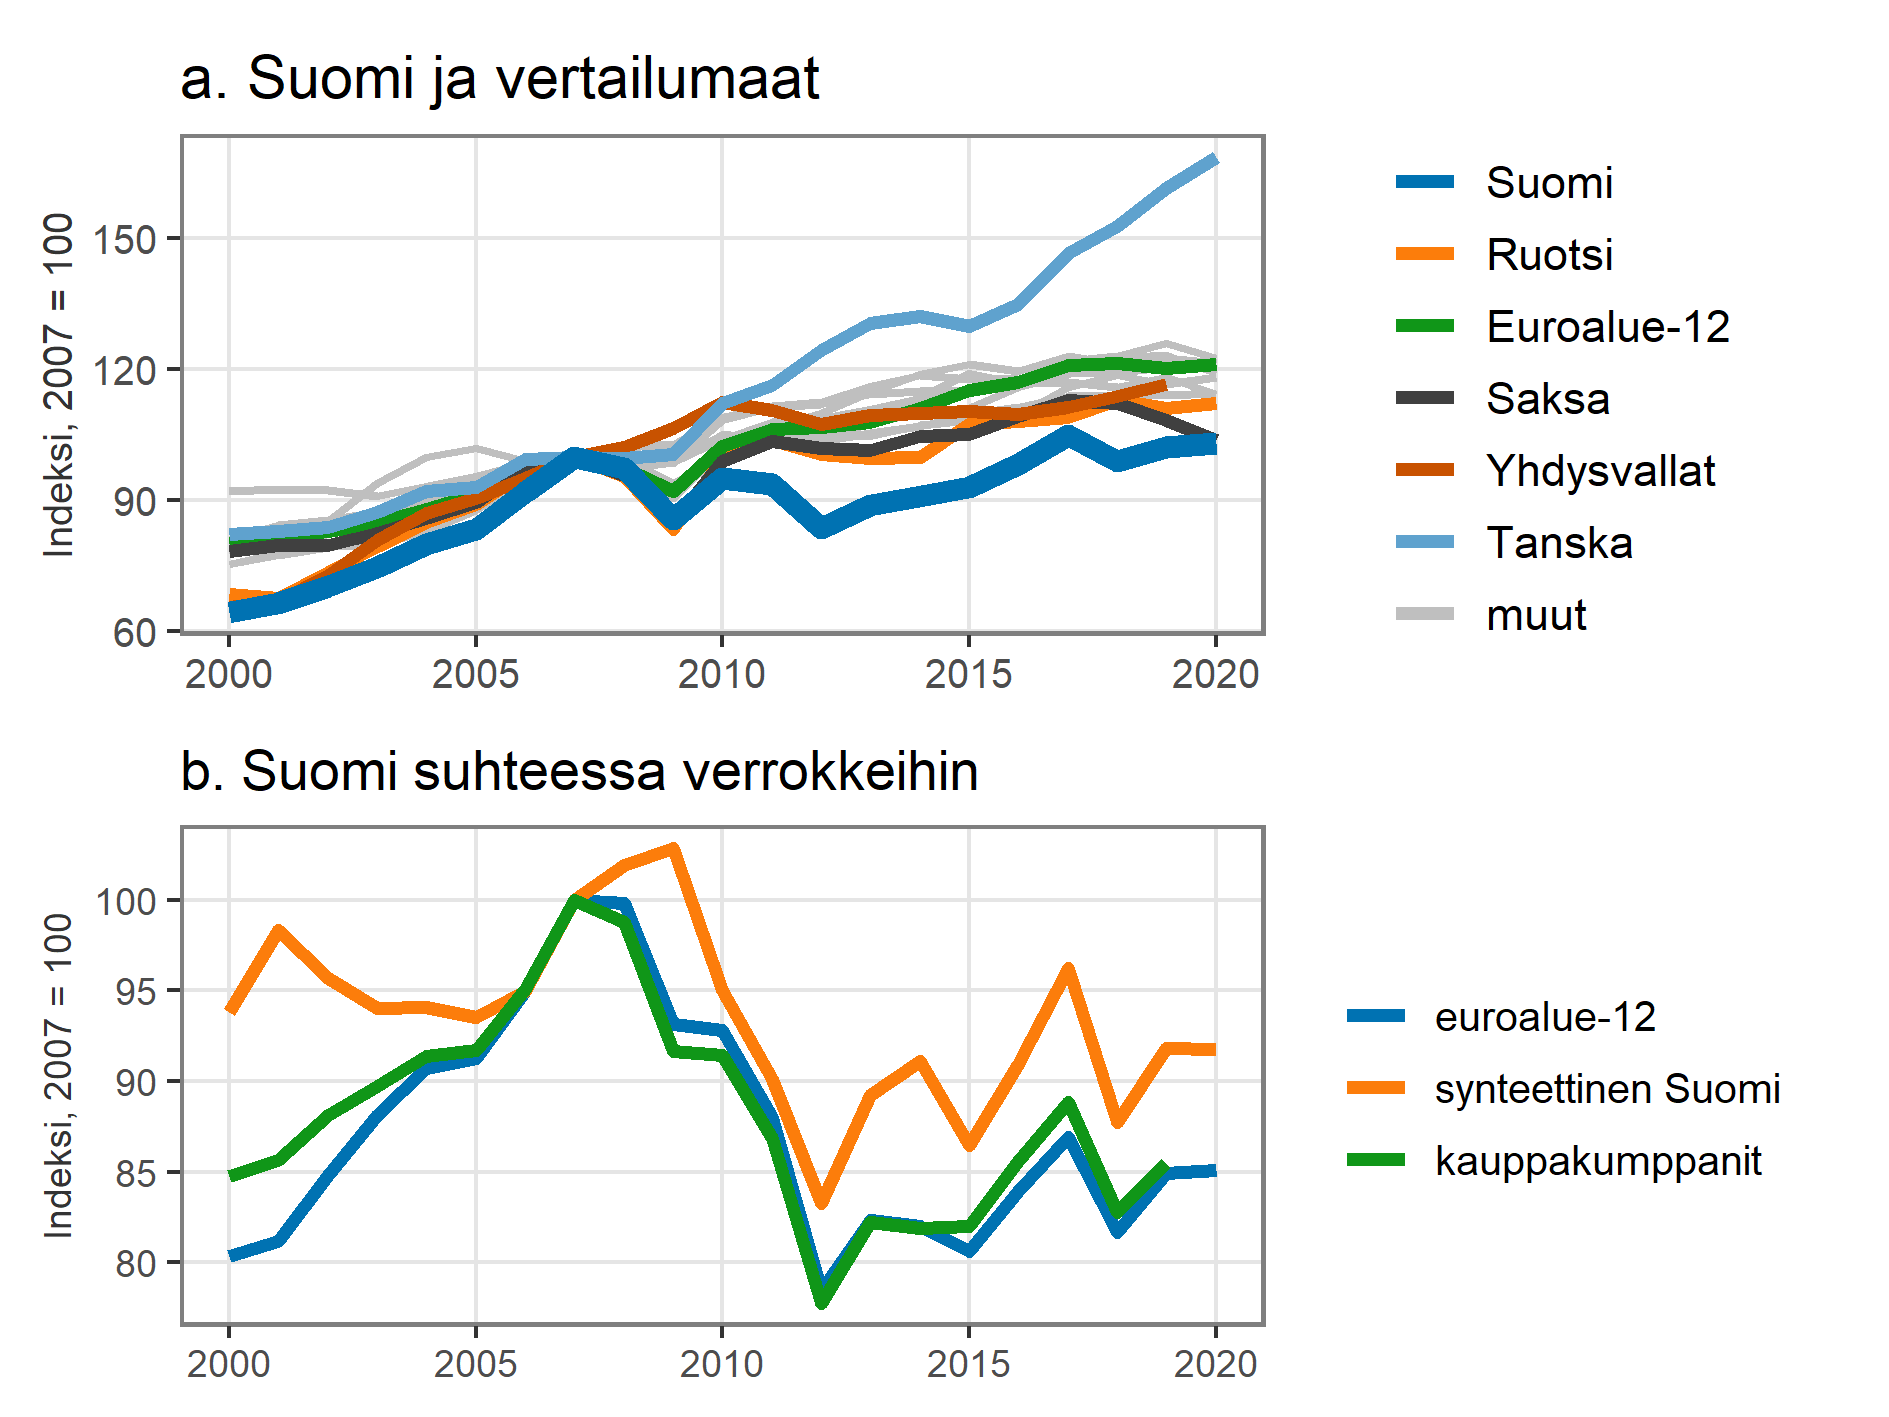 a. Suomi ja vertailumaat
Indeksi, 2007 = 100
150
120
90
60
2000 2005 2010 2015 2020
Suomi
Ruotsi
Euroalue-12
Saksa
Yhdysvallat
Tanska
muut
b. Suomi suhteessa verrokkeihin
Indeksi, 2007 = 100
100
95
90
85
80
2000 2005 2010 2015 2020
euroalue-12
synteettinen Suomi
kauppakumppanit